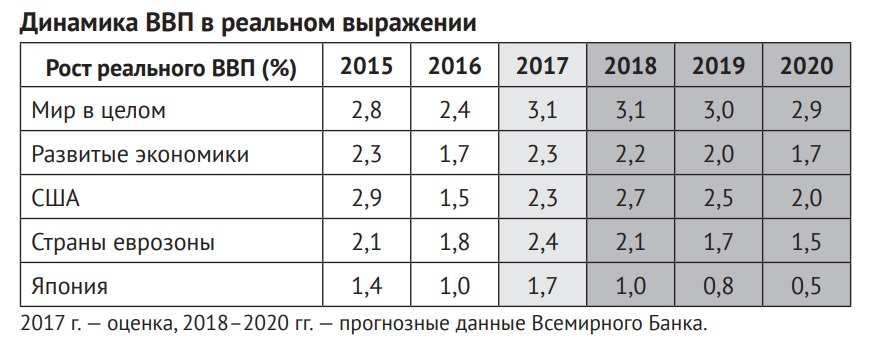 Динамика ВВП в реальном выражении
Рост реального ВВП (%) 2015 2016 2017 2018 2019 2020
Мир в целом 2,8 2,4 3,1 3,1 3,0 2,9
Развитые экономики 2,3 1,7 2,3 2,2 2,0 1,7
США 2,9 1,5 2,3 2,7 2,5 2,0
Страны еврозоны 2,1 1,8 2,4 2,1 1,7 1,5
Япония 1,4 1,0 1,7 1,0 0,8 0,5
2017 г. — оценка, 2018–2020 гг. — прогнозные данные Всемирного Банка.